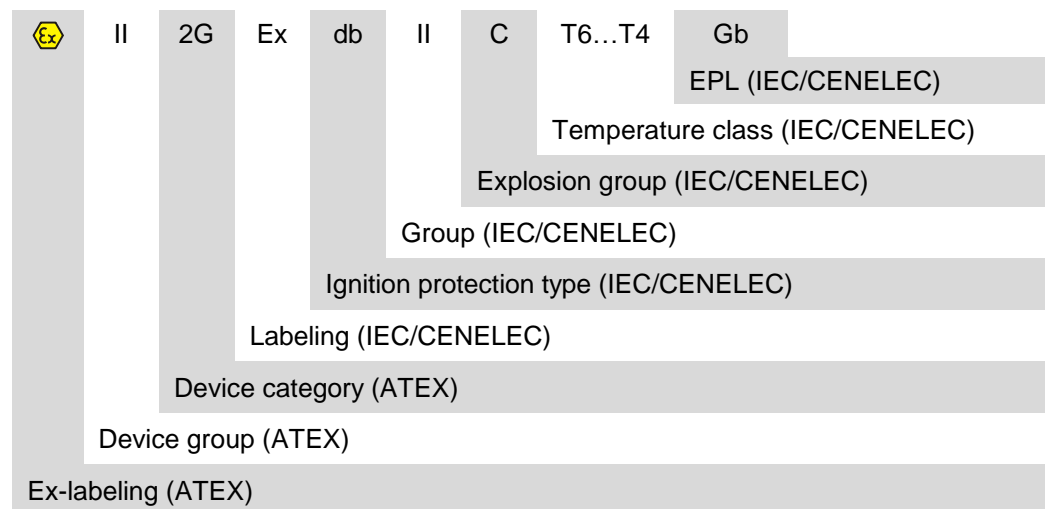 Ex II 2G Ex db II C T6…T4 Gb
EPL (IEC/CENELEC)
Temperature class (IEC/CENELEC)
Explosion group (IEC/CENELEC)
Group (IEC/CENELEC)
Ignition protection type (IEC/CENELEC)
Labeling (IEC/CENELEC)
Device category (ATEX)
Device group (ATEX)
Ex-labeling (ATEX)